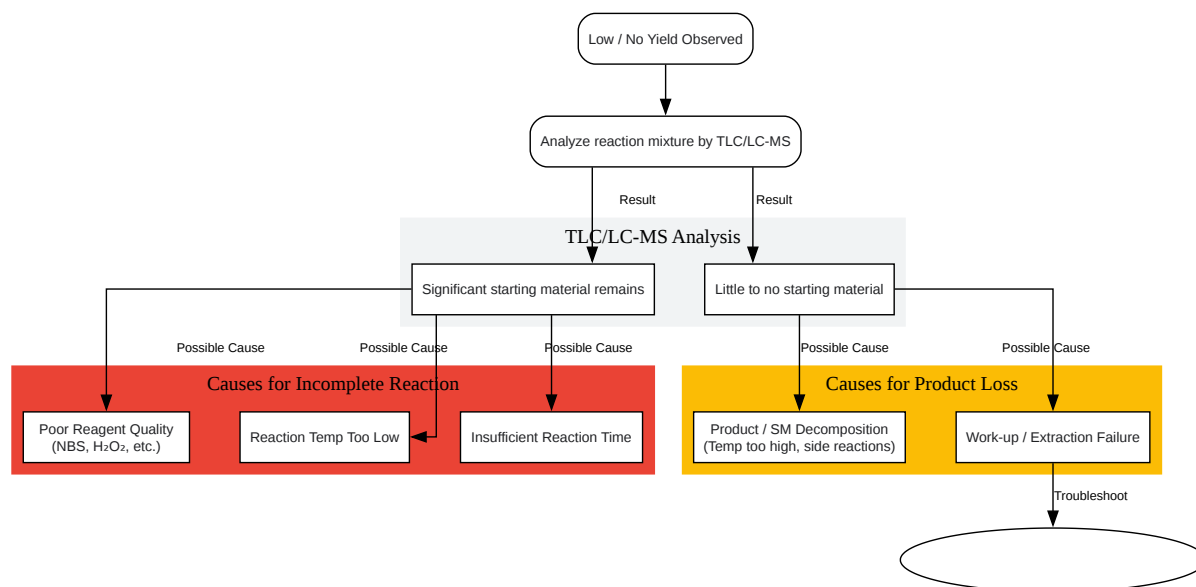 Low / No Yield Observed
Analyze reaction mixture by TLC/LC-MS
Result
Result
TLC/LC-MS Analysis
Significant starting material remains
Little to no starting material
Possible Cause
Possible Cause
Possible Cause
Possible Cause
Possible Cause
Causes for Incomplete Reaction
Causes for Product Loss
Poor Reagent Quality
(NBS, H₂O₂, etc.)
Reaction Temp Too Low
Insufficient Reaction Time
Product / SM Decomposition
(Temp too high, side reactions)
Work-up / Extraction Failure
Troubleshoot